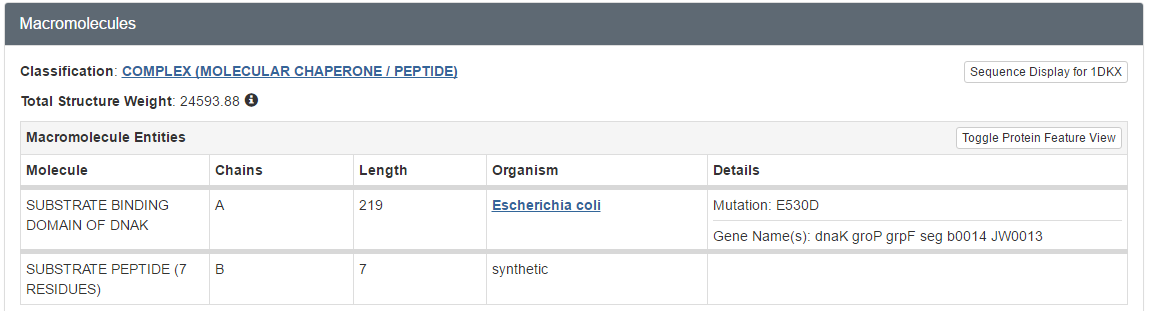 Macromolecules
Classification: COMPLEX (MOLECULAR CHAPERONE / PEPTIDE)
Sequence Display for 1DKX
Total Structure Weight: 24593.88
Macromolecule Entities
Toggle Protein Feature View
Molecule Chains Length Organism Details
SUBSTRATE BINDING DOMAIN OF DNAK A 219 Escherichia coli Mutation: E530D
Gene Name(s): dnaK groP grpF seg b0014 JW0013
SUBSTRATE PEPTIDE (7 RESIDUES) B 7 synthetic